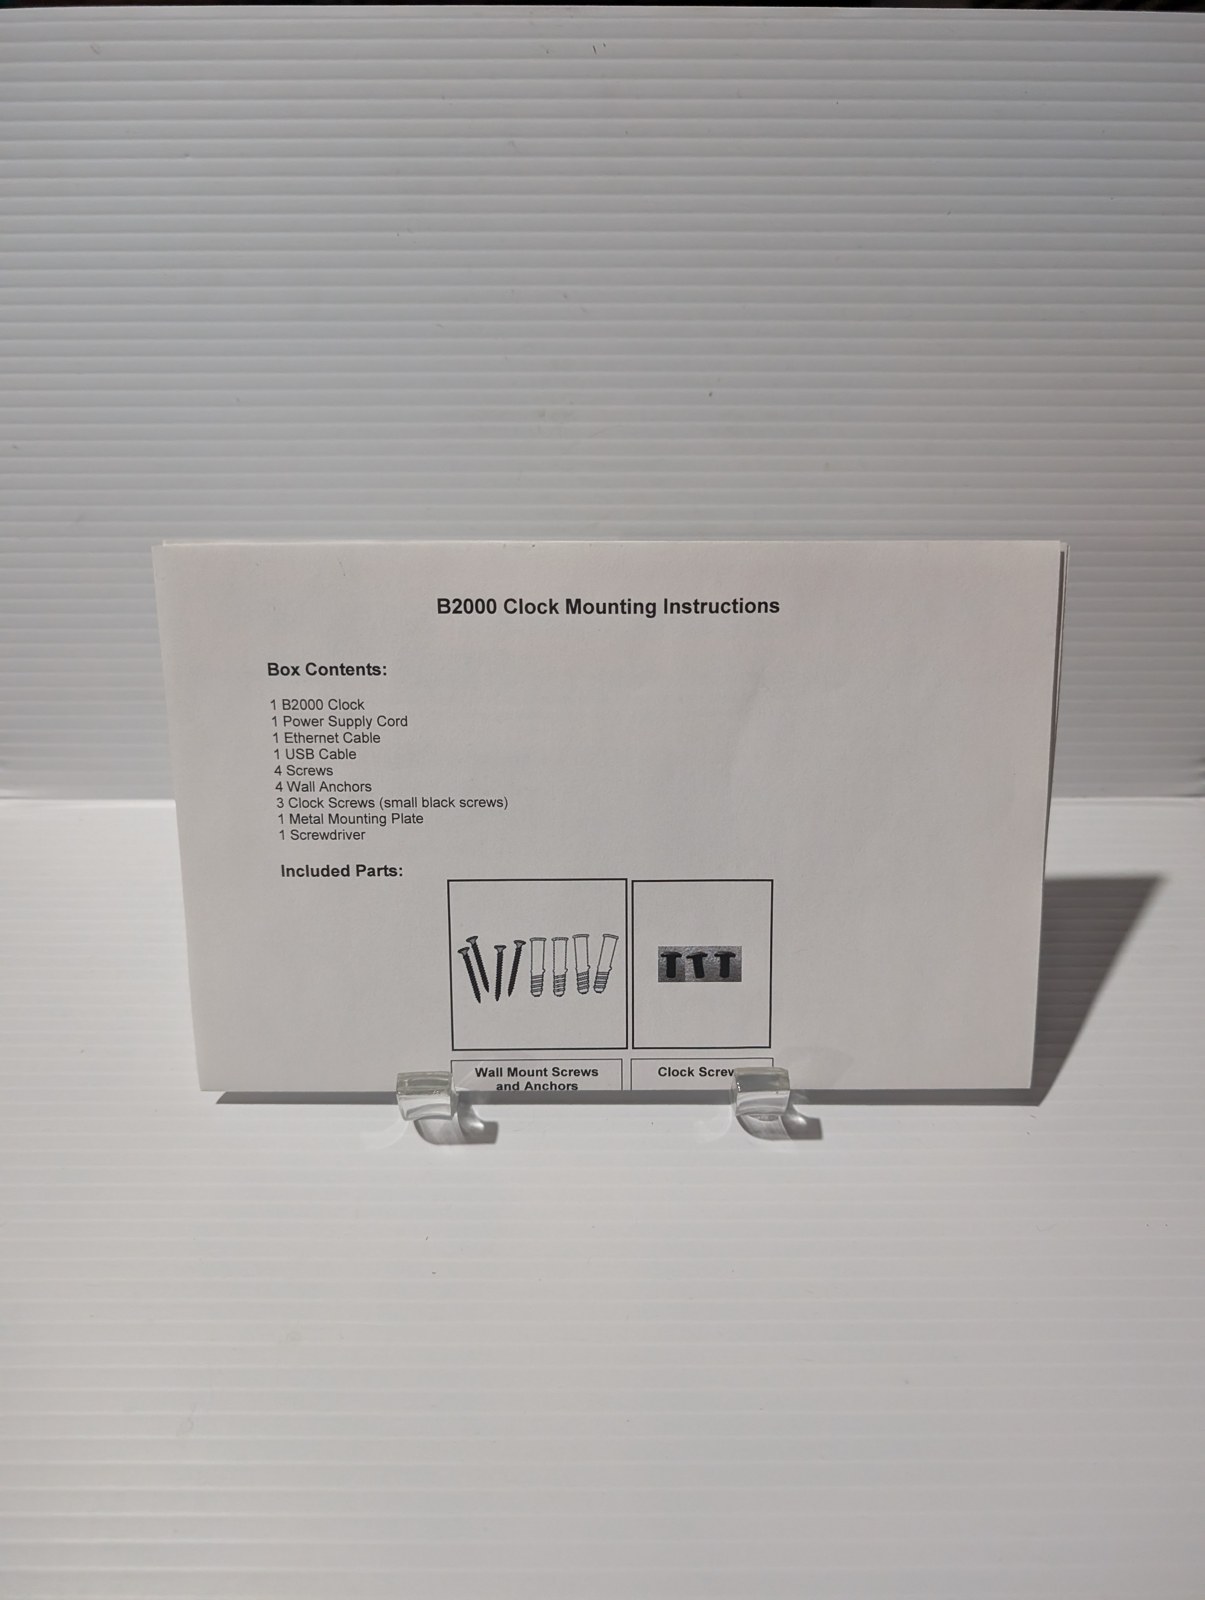 B2000 Clock Mounting Instructions
Box Contents:
1 B2000 Clock
1 Power Supply Cord
1 Ethernet Cable
1 USB Cable
4 Screws
4 Wall Anchors
3 Clock Screws (small black screws)
1 Metal Mounting Plate
1 Screwdriver
Included Parts:
Wall Mount Screws
and Anchors
Clock